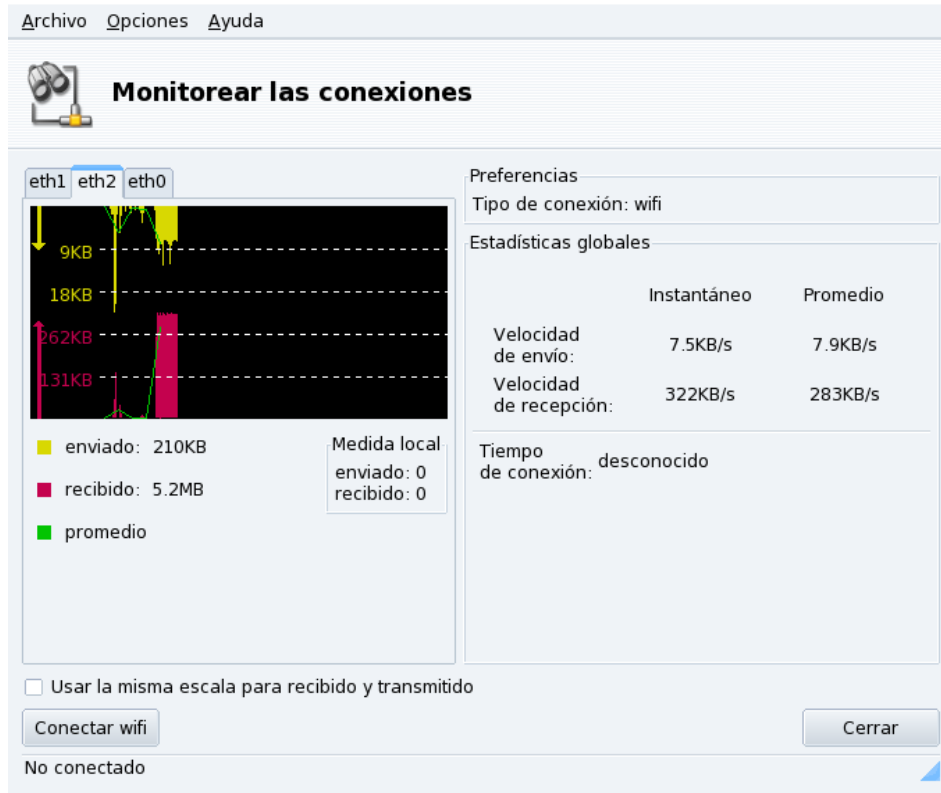 Archivo Opciones Ayuda
Monitorear las conexiones
eth1 eth2 eth0
9KB
18KB
262KB
131KB
enviado: 210KB
recibido: 5.2MB
promedio
Medida local
enviado: 0
recibido: 0
Preferencias
Tipo de conexión: wifi
Estadísticas globales
Instantáneo Promedio
Velocidad
de envío: 7.5KB/s 7.9KB/s
Velocidad
de recepción: 322KB/s 283KB/s
Tiempo
de conexión: desconocido
Usar la misma escala para recibido y transmitido
Conectar wifi Cerrar
No conectado